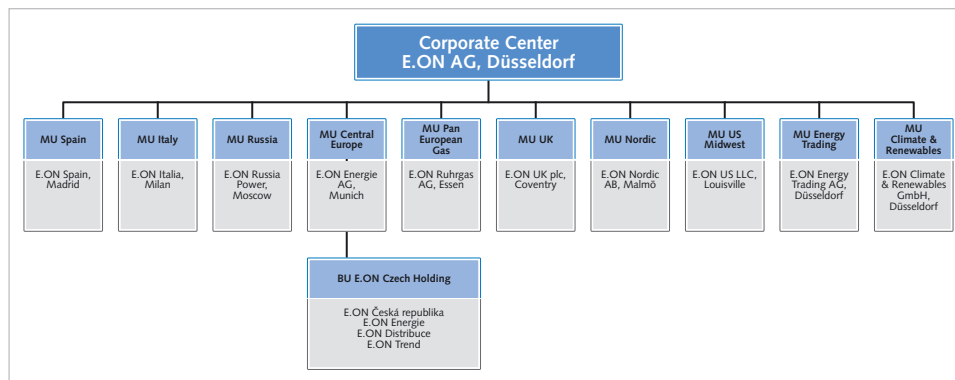 Corporate Center
E.ON AG, Düsseldorf
MU Spain
E.ON Spain,
Madrid
MU Italy
E.ON Italia,
Milan
MU Russia
E.ON Russia
Power,
Moscow
MU Central
Europe
E.ON Energie
AG,
Munich
MU Pan
European
Gas
E.ON Ruhrgas
AG, Essen
MU UK
E.ON UK plc,
Coventry
MU Nordic
E.ON Nordic
AB, Malmö
MU US
Midwest
E.ON US LLC,
Louisville
MU Energy
Trading
E.ON Energy
Trading AG,
Düsseldorf
MU
Climate &
Renewables
E.ON Climate
& Renewables
GmbH,
Düsseldorf
BU E.ON Czech Holding
E.ON Česká republika
E.ON Energie
E.ON Distribuce
E.ON Trend